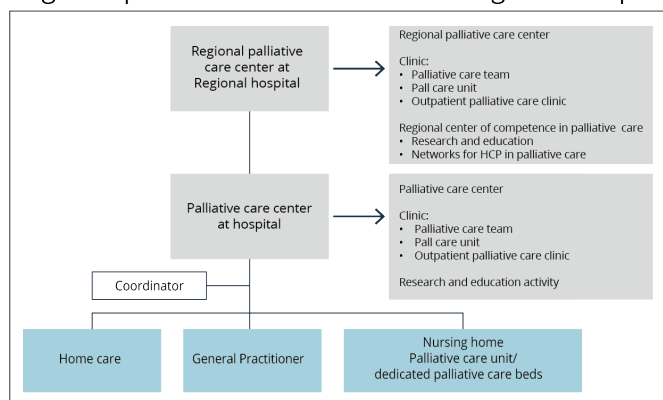 Regional palliative
care center at
Regional hospital
Regional palliative care center
Clinic:
• Palliative care team
• Pall care unit
• Outpatient palliative care clinic
Regional center of competence in palliative care
• Research and education
• Networks for HCP in palliative care
Palliative care center
at hospital
Palliative care center
Clinic:
• Palliative care team
• Pall care unit
• Outpatient palliative care clinic
Research and education activity
Coordinator
Home care
General Practitioner
Nursing home
Palliative care unit/
dedicated palliative care beds